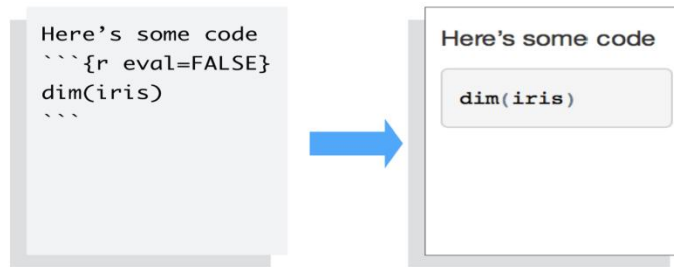 Here’s some code
```{r eval=FALSE}
dim(iris)
```
Here’s some code
dim(iris)